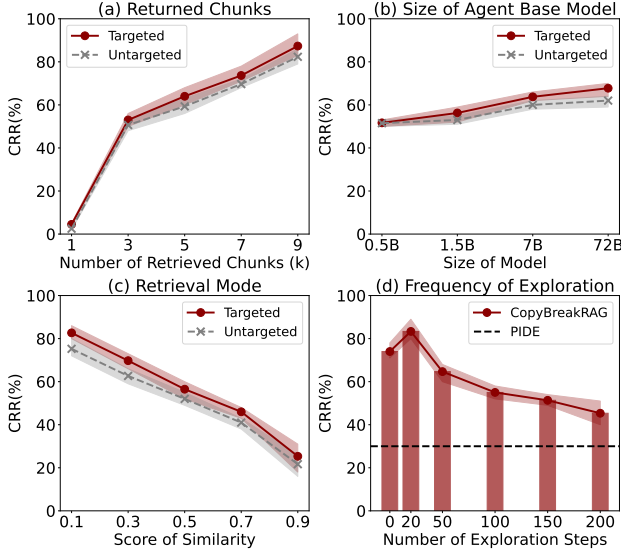 (a) Returned Chunks
100
80
60
40
20
0
CRR(%)
Targeted
Untargeted
1 3 5 7 9
Number of Retrieved Chunks (k)
(b) Size of Agent Base Model
100
80
60
40
20
0
CRR(%)
Targeted
Untargeted
0.5B 1.5B 7B 72B
Size of Model
(c) Retrieval Mode
100
80
60
40
20
0
CRR(%)
Targeted
Untargeted
0.1 0.3 0.5 0.7 0.9
Score of Similarity
(d) Frequency of Exploration
100
80
60
40
20
0
CRR(%)
CopyBreakRAG
PIDE
0 20 50 100 150 200
Number of Exploration Steps